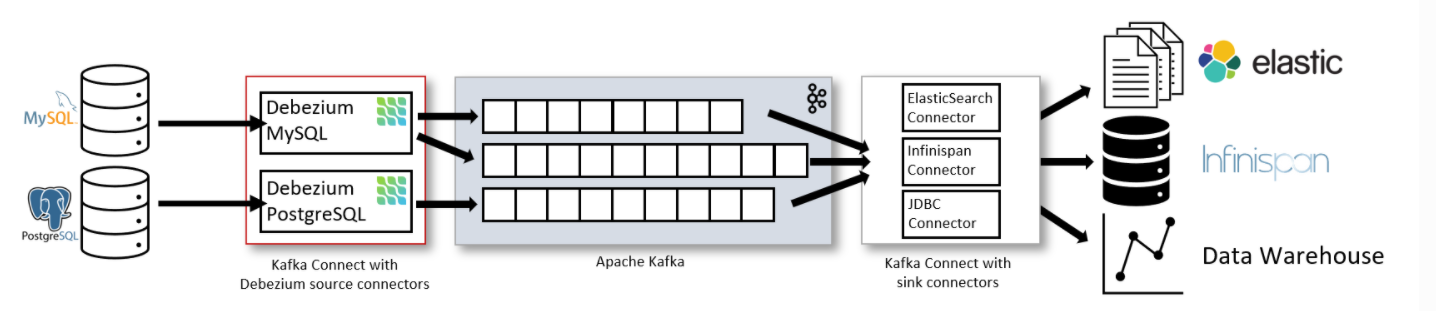 MySQL
PostgreSQL
Debezium
MySQL
Debezium
PostgreSQL
Kafka Connect with
Debezium source connectors
Apache Kafka
ElasticSearch
Connector
Infinispan
Connector
JDBC
Connector
Kafka Connect with
sink connectors
elastic
Infinispan
Data Warehouse